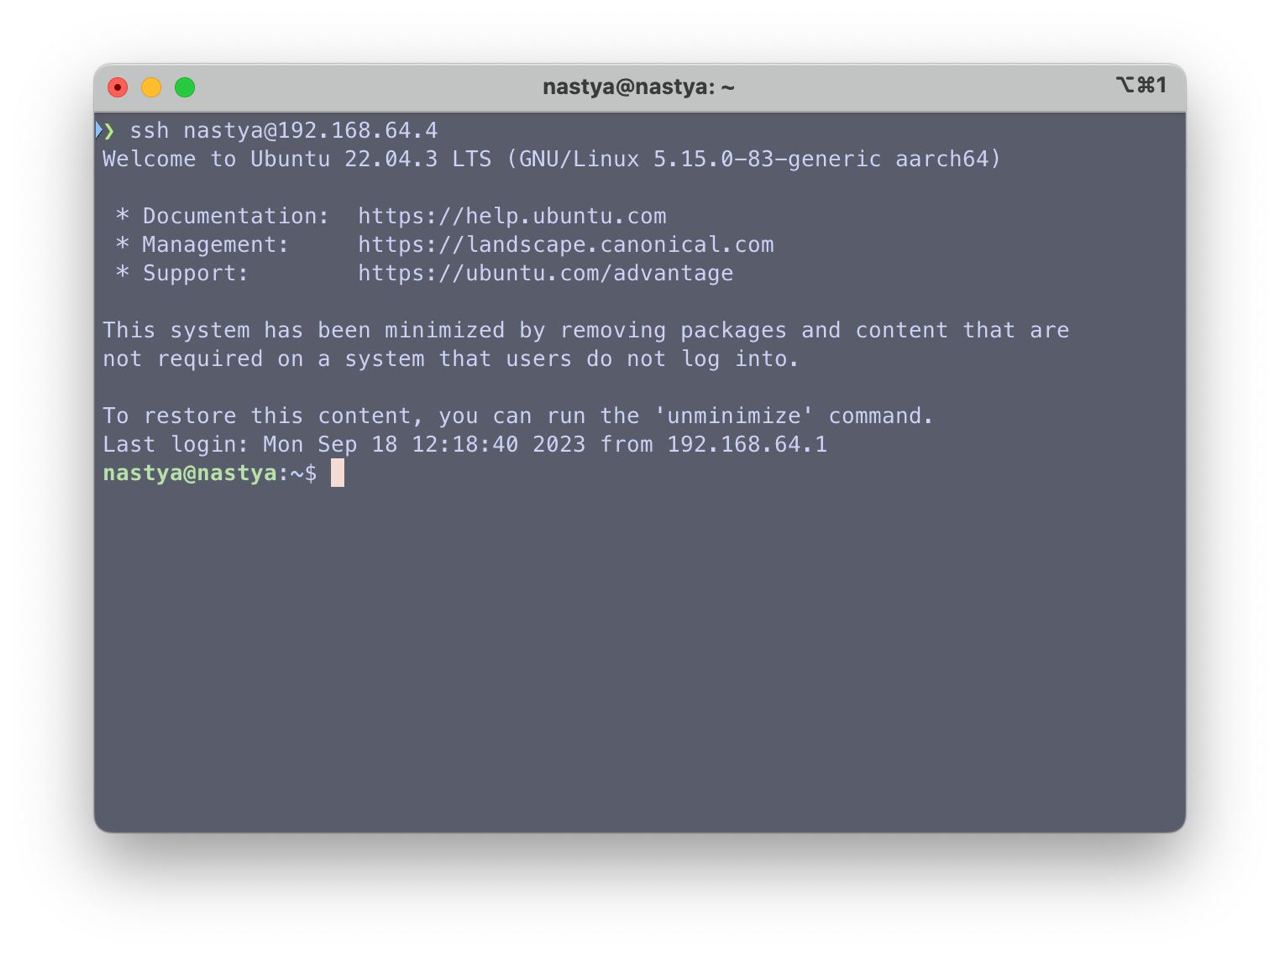 nastya@nastya: ~
⌥⌘1
❯ ssh nastya@192.168.64.4
Welcome to Ubuntu 22.04.3 LTS (GNU/Linux 5.15.0-83-generic aarch64)
* Documentation:  https://help.ubuntu.com
* Management:     https://landscape.canonical.com
* Support:        https://ubuntu.com/advantage
This system has been minimized by removing packages and content that are
not required on a system that users do not log into.
To restore this content, you can run the 'unminimize' command.
Last login: Mon Sep 18 12:18:40 2023 from 192.168.64.1
nastya@nastya:~$